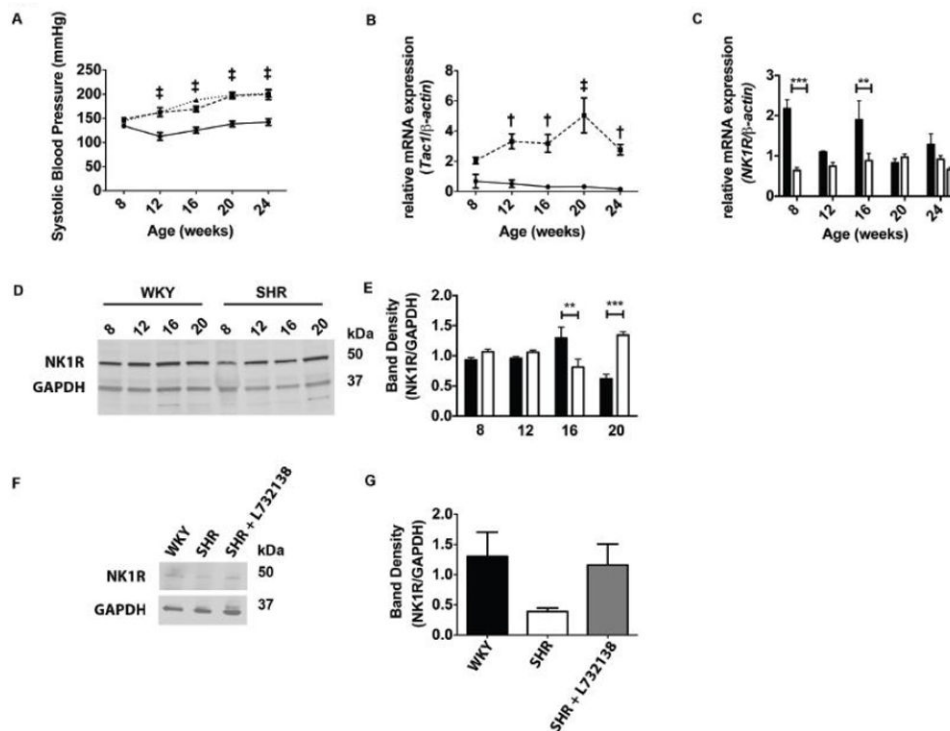 A
Systolic Blood Pressure (mmHg)
250
200
150
100
50
0
‡ ‡ ‡ ‡
8 12 16 20 24
Age (weeks)
B
relative mRNA expression
(Tac1/β-actin)
6
4
2
0
† † ‡ †
8 12 16 20 24
Age (weeks)
C
relative mRNA expression
(NK1R/β-actin)
3
2
1
0
*** **
8 12 16 20 24
Age (weeks)
D
WKY SHR
8 12 16 20 8 12 16 20
kDa
NK1R 50
GAPDH 37
E
Band Density
(NK1R/GAPDH)
2.0
1.5
1.0
0.5
0.0
** ***
8 12 16 20
F
WKY SHR SHR + L732138
kDa
NK1R 50
GAPDH 37
G
Band Density
(NK1R/GAPDH)
2.0
1.5
1.0
0.5
0.0
WKY SHR SHR + L732138